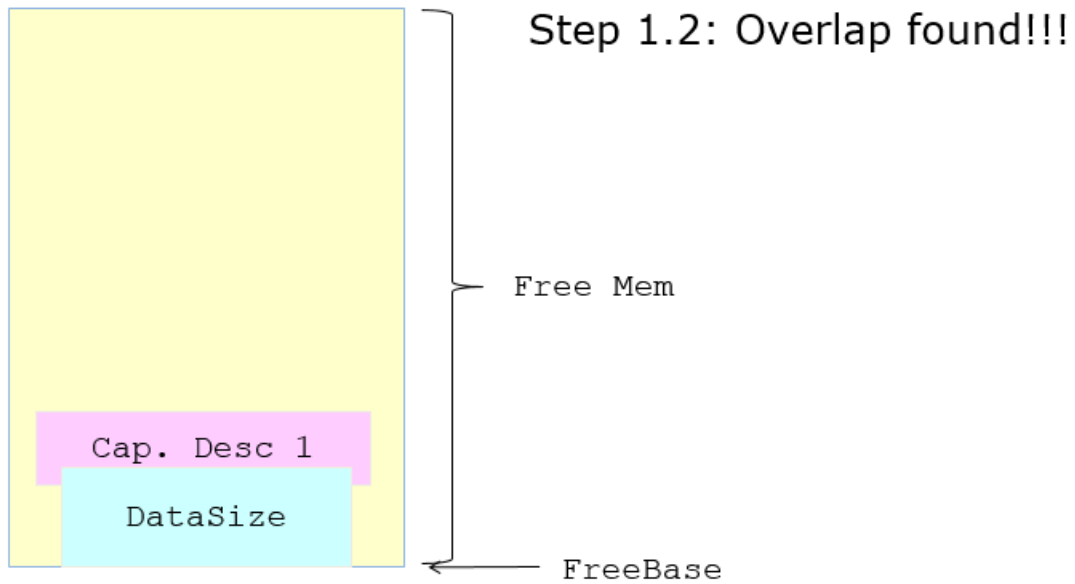 Step 1.2: Overlap found!!!
Free Mem
Cap. Desc 1
DataSize
FreeBase